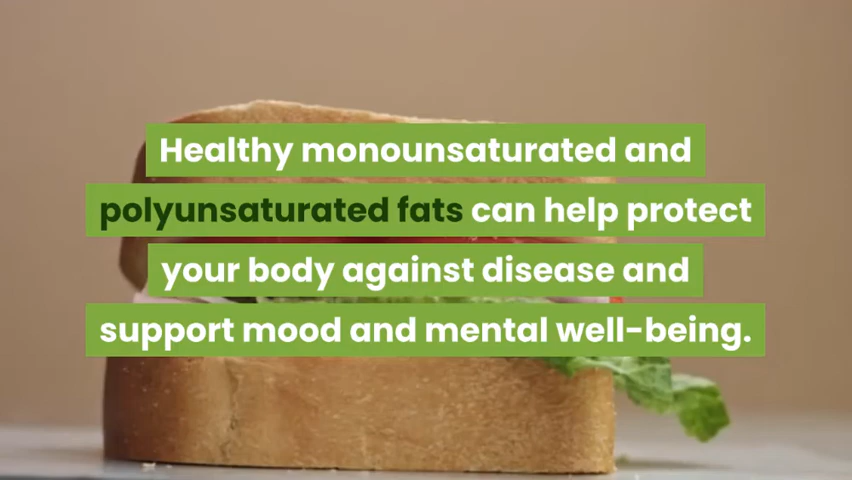 Healthy monounsaturated and
polyunsaturated fats can help protect
your body against disease and
support mood and mental well-being.